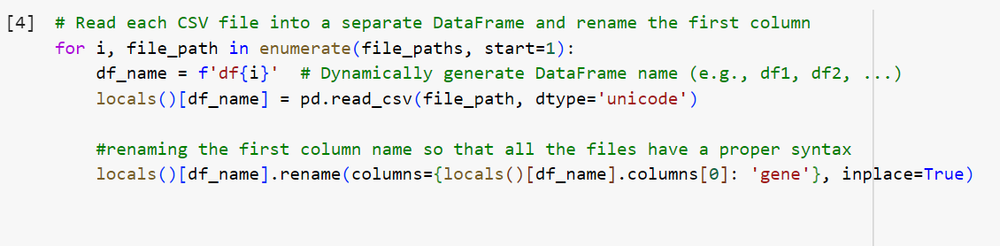 [4] # Read each CSV file into a separate DataFrame and rename the first column
for i, file_path in enumerate(file_paths, start=1):
    df_name = f'df{i}'  # Dynamically generate DataFrame name (e.g., df1, df2, ...)
    locals()[df_name] = pd.read_csv(file_path, dtype='unicode')
    #renaming the first column name so that all the files have a proper syntax
    locals()[df_name].rename(columns={locals()[df_name].columns[0]: 'gene'}, inplace=True)